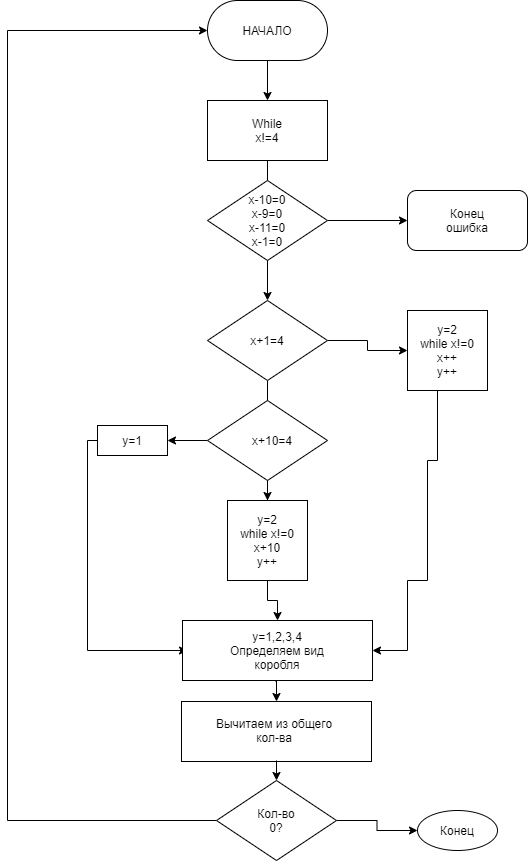 НАЧАЛО
While
x!=4
x-10=0
x-9=0
x-11=0
x-1=0
Конец
ошибка
x+1=4
y=2
while x!=0
x++
y++
x+10=4
y=1
y=2
while x!=0
x+10
y++
y=1,2,3,4
Определяем вид
коробля
Вычитаем из общего
кол-ва
Кол-во
0?
Конец